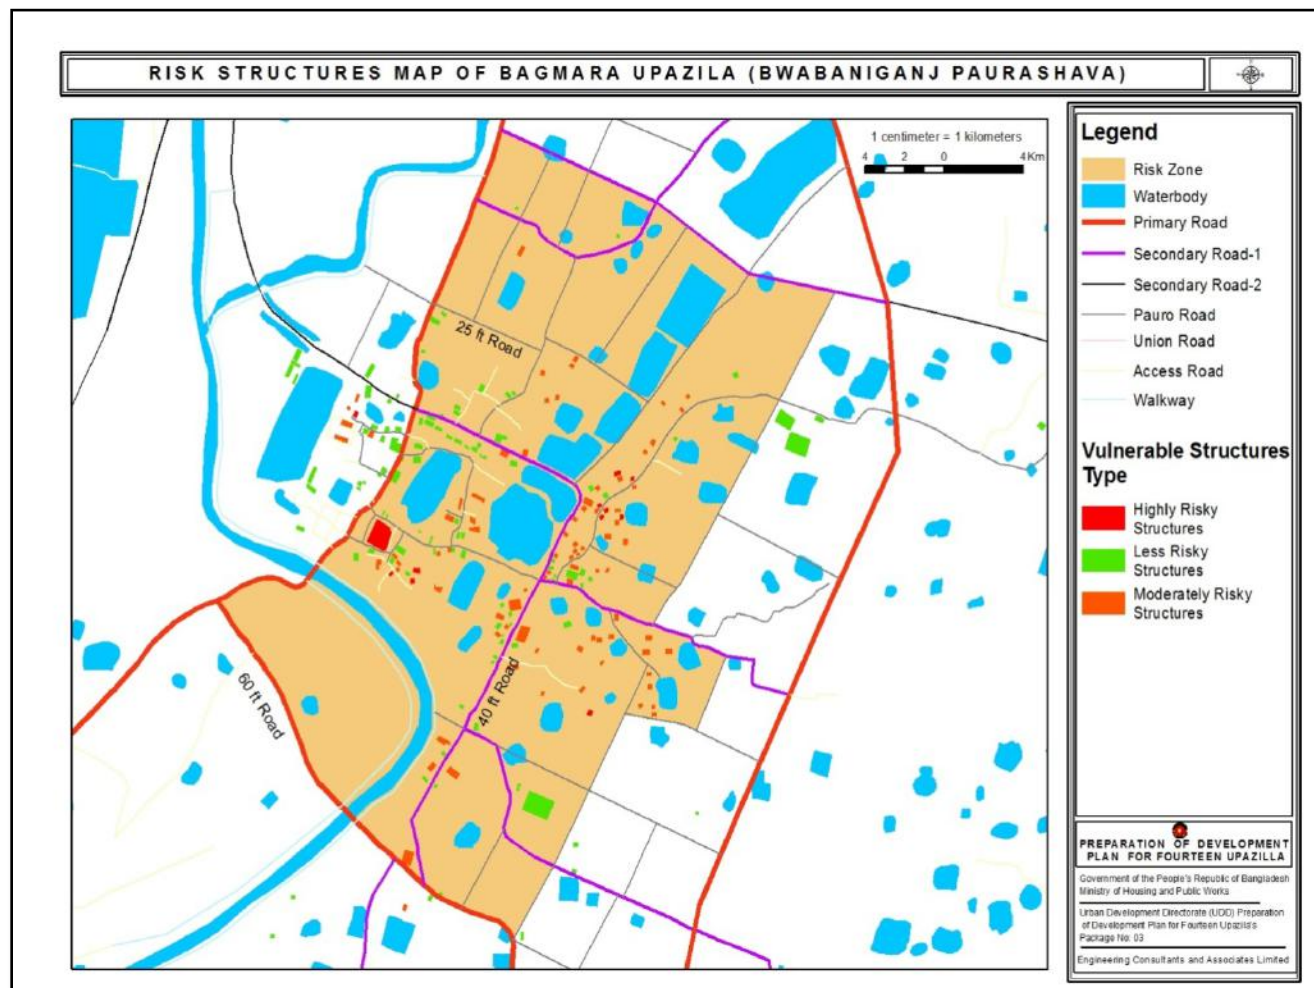 RISK STRUCTURES MAP OF BAGMARA UPAZILA (BWABANIGANJ PAURASHAVA)
1 centimeter = 1 kilometers
4 2 0 4 Km
25 ft Road
40 ft Road
60 ft Road
Legend
Risk Zone
Waterbody
Primary Road
Secondary Road-1
Secondary Road-2
Pauro Road
Union Road
Access Road
Walkway
Vulnerable Structures
Type
Highly Risky
Structures
Less Risky
Structures
Moderately Risky
Structures
PREPARATION OF DEVELOPMENT
PLAN FOR FOURTEEN UPAZILLA
Government of the People's Republic of Bangladesh
Ministry of Housing and Public Works
Urban Development Directorate (UDD) Preparation
of Development Plan for Fourteen Upazila's
Package No: 03
Engineering Consultants and Associates Limited